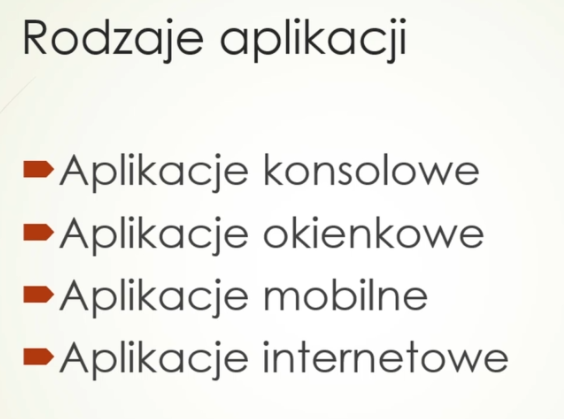 Rodzaje aplikacji
Aplikacje konsolowe
Aplikacje okienkowe
Aplikacje mobilne
Aplikacje internetowe